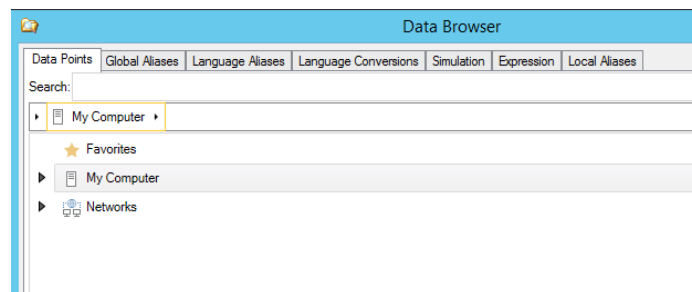 Data Browser
Data Points Global Aliases Language Aliases Language Conversions Simulation Expression Local Aliases
Search:
My Computer
Favorites
My Computer
Networks